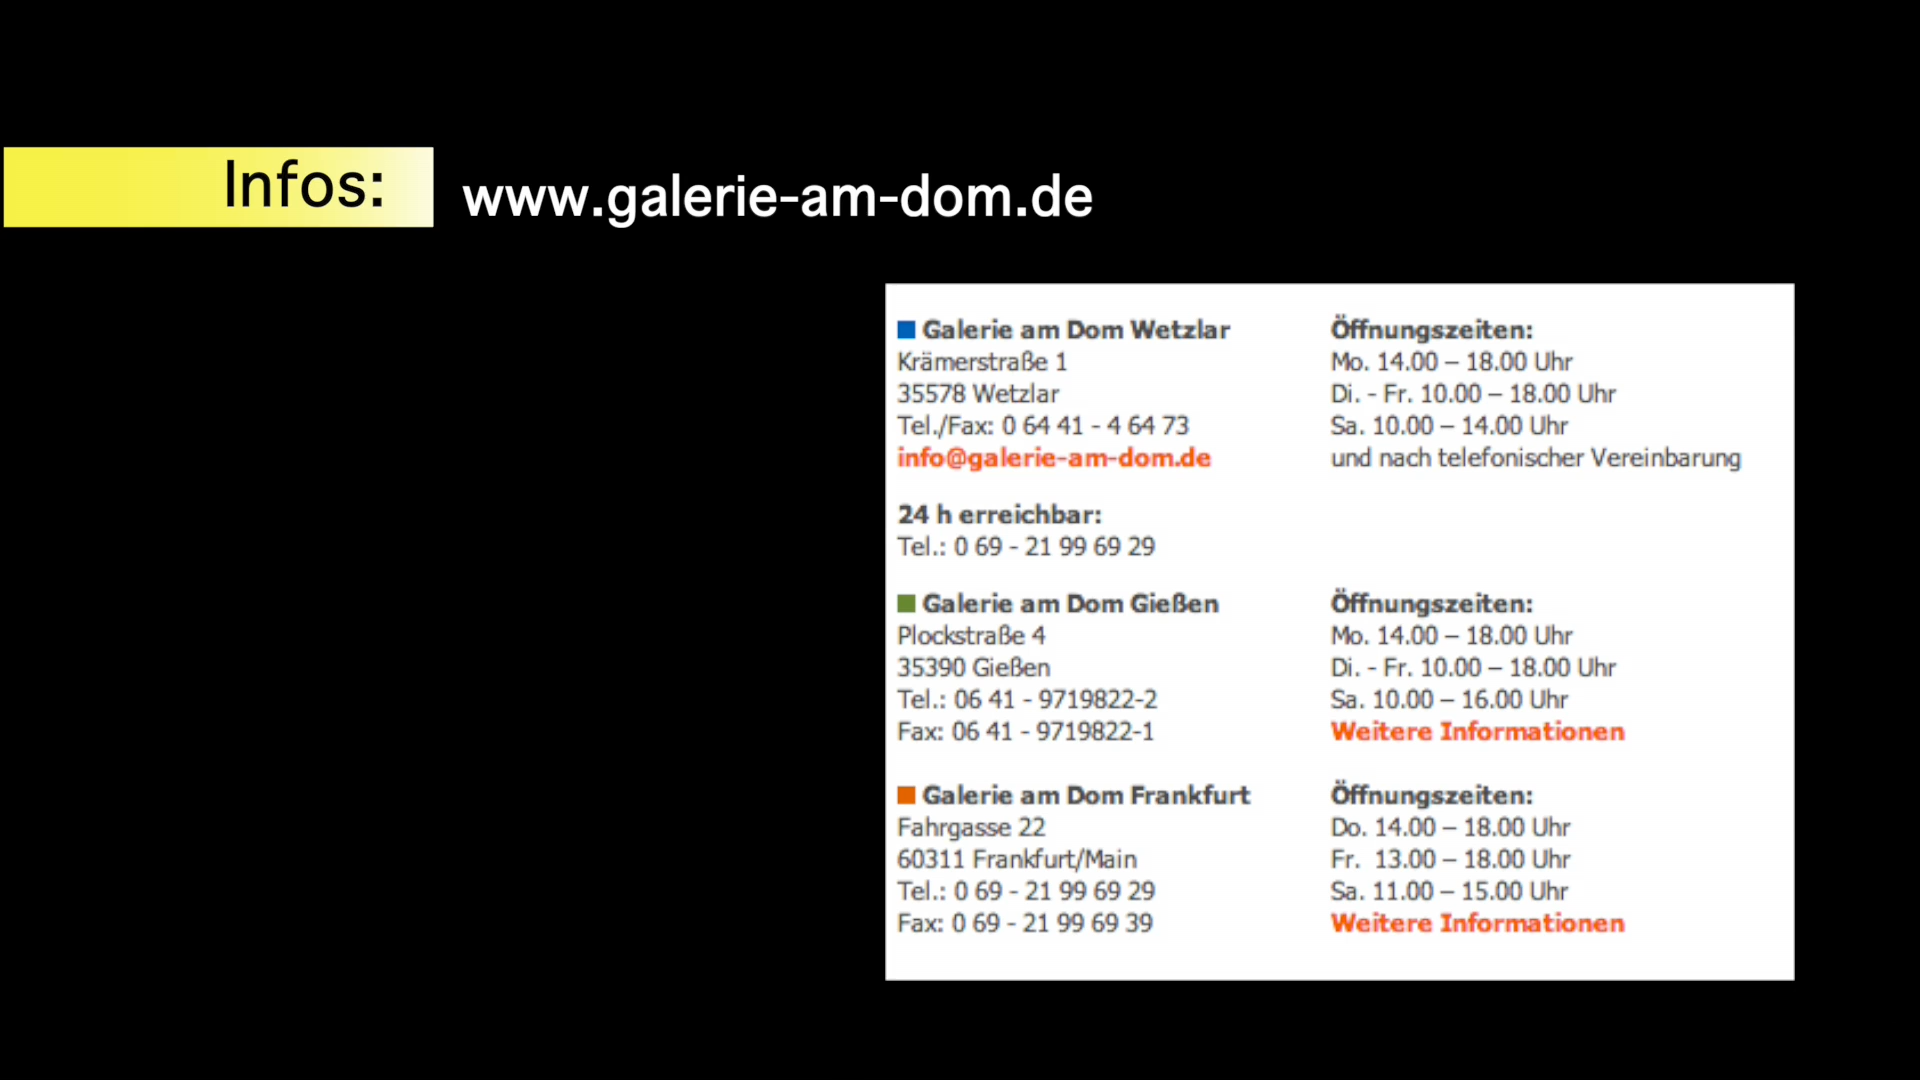 Infos:
www.galerie-am-dom.de
Galerie am Dom Wetzlar
Krämerstraße 1
35578 Wetzlar
Tel./Fax: 0 64 41 - 4 64 73
info@galerie-am-dom.de
Öffnungszeiten:
Mo. 14.00 – 18.00 Uhr
Di. - Fr. 10.00 – 18.00 Uhr
Sa. 10.00 – 14.00 Uhr
und nach telefonischer Vereinbarung
24 h erreichbar:
Tel.: 0 69 - 21 99 69 29
Galerie am Dom Gießen
Plockstraße 4
35390 Gießen
Tel.: 06 41 - 9719822-2
Fax: 06 41 - 9719822-1
Öffnungszeiten:
Mo. 14.00 – 18.00 Uhr
Di. - Fr. 10.00 – 18.00 Uhr
Sa. 10.00 – 16.00 Uhr
Weitere Informationen
Galerie am Dom Frankfurt
Fahrgasse 22
60311 Frankfurt/Main
Tel.: 0 69 - 21 99 69 29
Fax: 0 69 - 21 99 69 39
Öffnungszeiten:
Do. 14.00 – 18.00 Uhr
Fr. 13.00 – 18.00 Uhr
Sa. 11.00 – 15.00 Uhr
Weitere Informationen